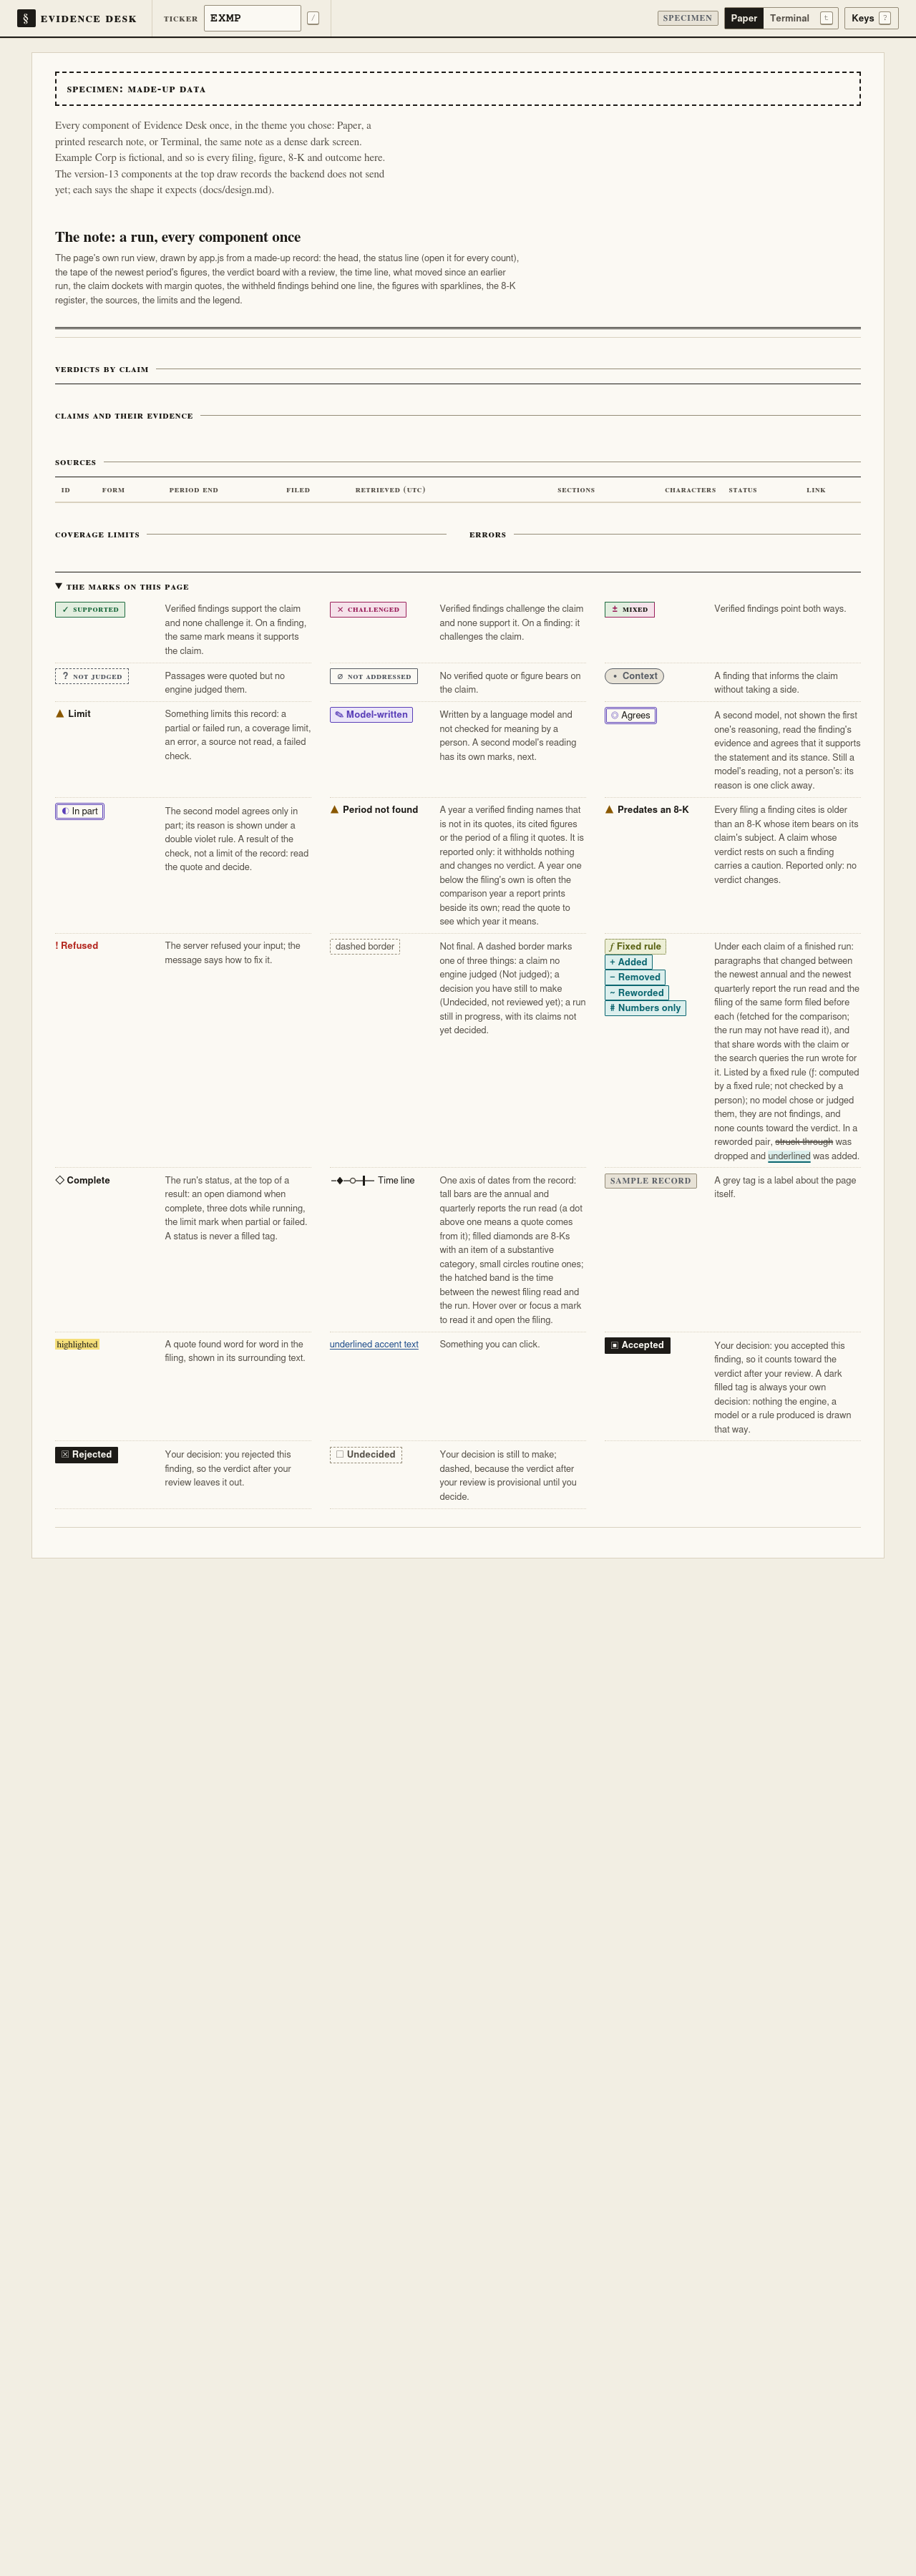 § EVIDENCE DESK TICKER EXMP / SPECIMEN Paper Terminal t Keys ?
SPECIMEN: MADE-UP DATA
Every component of Evidence Desk once, in the theme you chose: Paper, a
printed research note, or Terminal, the same note as a dense dark screen.
Example Corp is fictional, and so is every filing, figure, 8-K and outcome here.
The version-13 components at the top draw records the backend does not send
yet; each says the shape it expects (docs/design.md).
The note: a run, every component once
The page's own run view, drawn by app.js from a made-up record: the head, the status line (open it for every count),
the tape of the newest period's figures, the verdict board with a review, the time line, what moved since an earlier
run, the claim dockets with margin quotes, the withheld findings behind one line, the figures with sparklines, the 8-K
register, the sources, the limits and the legend.
VERDICTS BY CLAIM
CLAIMS AND THEIR EVIDENCE
SOURCES
ID FORM PERIOD END FILED RETRIEVED (UTC) SECTIONS CHARACTERS STATUS LINK
COVERAGE LIMITS
ERRORS
▼ THE MARKS ON THIS PAGE
✓ SUPPORTED
Verified findings support the claim
and none challenge it. On a finding,
the same mark means it supports
the claim.
× CHALLENGED
Verified findings challenge the claim
and none support it. On a finding: it
challenges the claim.
± MIXED
Verified findings point both ways.
? NOT JUDGED
Passages were quoted but no
engine judged them.
∅ NOT ADDRESSED
No verified quote or figure bears on
the claim.
• Context
A finding that informs the claim
without taking a side.
▲ Limit
Something limits this record: a
partial or failed run, a coverage limit,
an error, a source not read, a failed
check.
✎ Model-written
Written by a language model and
not checked for meaning by a
person. A second model's reading
has its own marks, next.
Agrees
A second model, not shown the first
one's reasoning, read the finding's
evidence and agrees that it supports
the statement and its stance. Still a
model's reading, not a person's: its
reason is one click away.
◐ In part
The second model agrees only in
part; its reason is shown under a
double violet rule. A result of the
check, not a limit of the record: read
the quote and decide.
▲ Period not found
A year a verified finding names that
is not in its quotes, its cited figures
or the period of a filing it quotes. It is
reported only: it withholds nothing
and changes no verdict. A year one
below the filing's own is often the
comparison year a report prints
beside its own; read the quote to
see which year it means.
▲ Predates an 8-K
Every filing a finding cites is older
than an 8-K whose item bears on its
claim's subject. A claim whose
verdict rests on such a finding
carries a caution. Reported only: no
verdict changes.
! Refused
The server refused your input; the
message says how to fix it.
dashed border
Not final. A dashed border marks
one of three things: a claim no
engine judged (Not judged); a
decision you have still to make
(Undecided, not reviewed yet); a run
still in progress, with its claims not
yet decided.
ƒ Fixed rule
+ Added
− Removed
~ Reworded
# Numbers only
Under each claim of a finished run:
paragraphs that changed between
the newest annual and the newest
quarterly report the run read and the
filing of the same form filed before
each (fetched for the comparison;
the run may not have read it), and
that share words with the claim or
the search queries the run wrote for
it. Listed by a fixed rule (ƒ: computed
by a fixed rule; not checked by a
person); no model chose or judged
them, they are not findings, and
none counts toward the verdict. In a
reworded pair, struck through was
dropped and underlined was added.
◇ Complete
The run's status, at the top of a
result: an open diamond when
complete, three dots while running,
the limit mark when partial or failed.
A status is never a filled tag.
Time line
One axis of dates from the record:
tall bars are the annual and
quarterly reports the run read (a dot
above one means a quote comes
from it); filled diamonds are 8-Ks
with an item of a substantive
category, small circles routine ones;
the hatched band is the time
between the newest filing read and
the run. Hover over or focus a mark
to read it and open the filing.
SAMPLE RECORD
A grey tag is a label about the page
itself.
highlighted
A quote found word for word in the
filing, shown in its surrounding text.
underlined accent text
Something you can click.
▣ Accepted
Your decision: you accepted this
finding, so it counts toward the
verdict after your review. A dark
filled tag is always your own
decision: nothing the engine, a
model or a rule produced is drawn
that way.
☒ Rejected
Your decision: you rejected this
finding, so the verdict after your
review leaves it out.
☐ Undecided
Your decision is still to make;
dashed, because the verdict after
your review is provisional until you
decide.